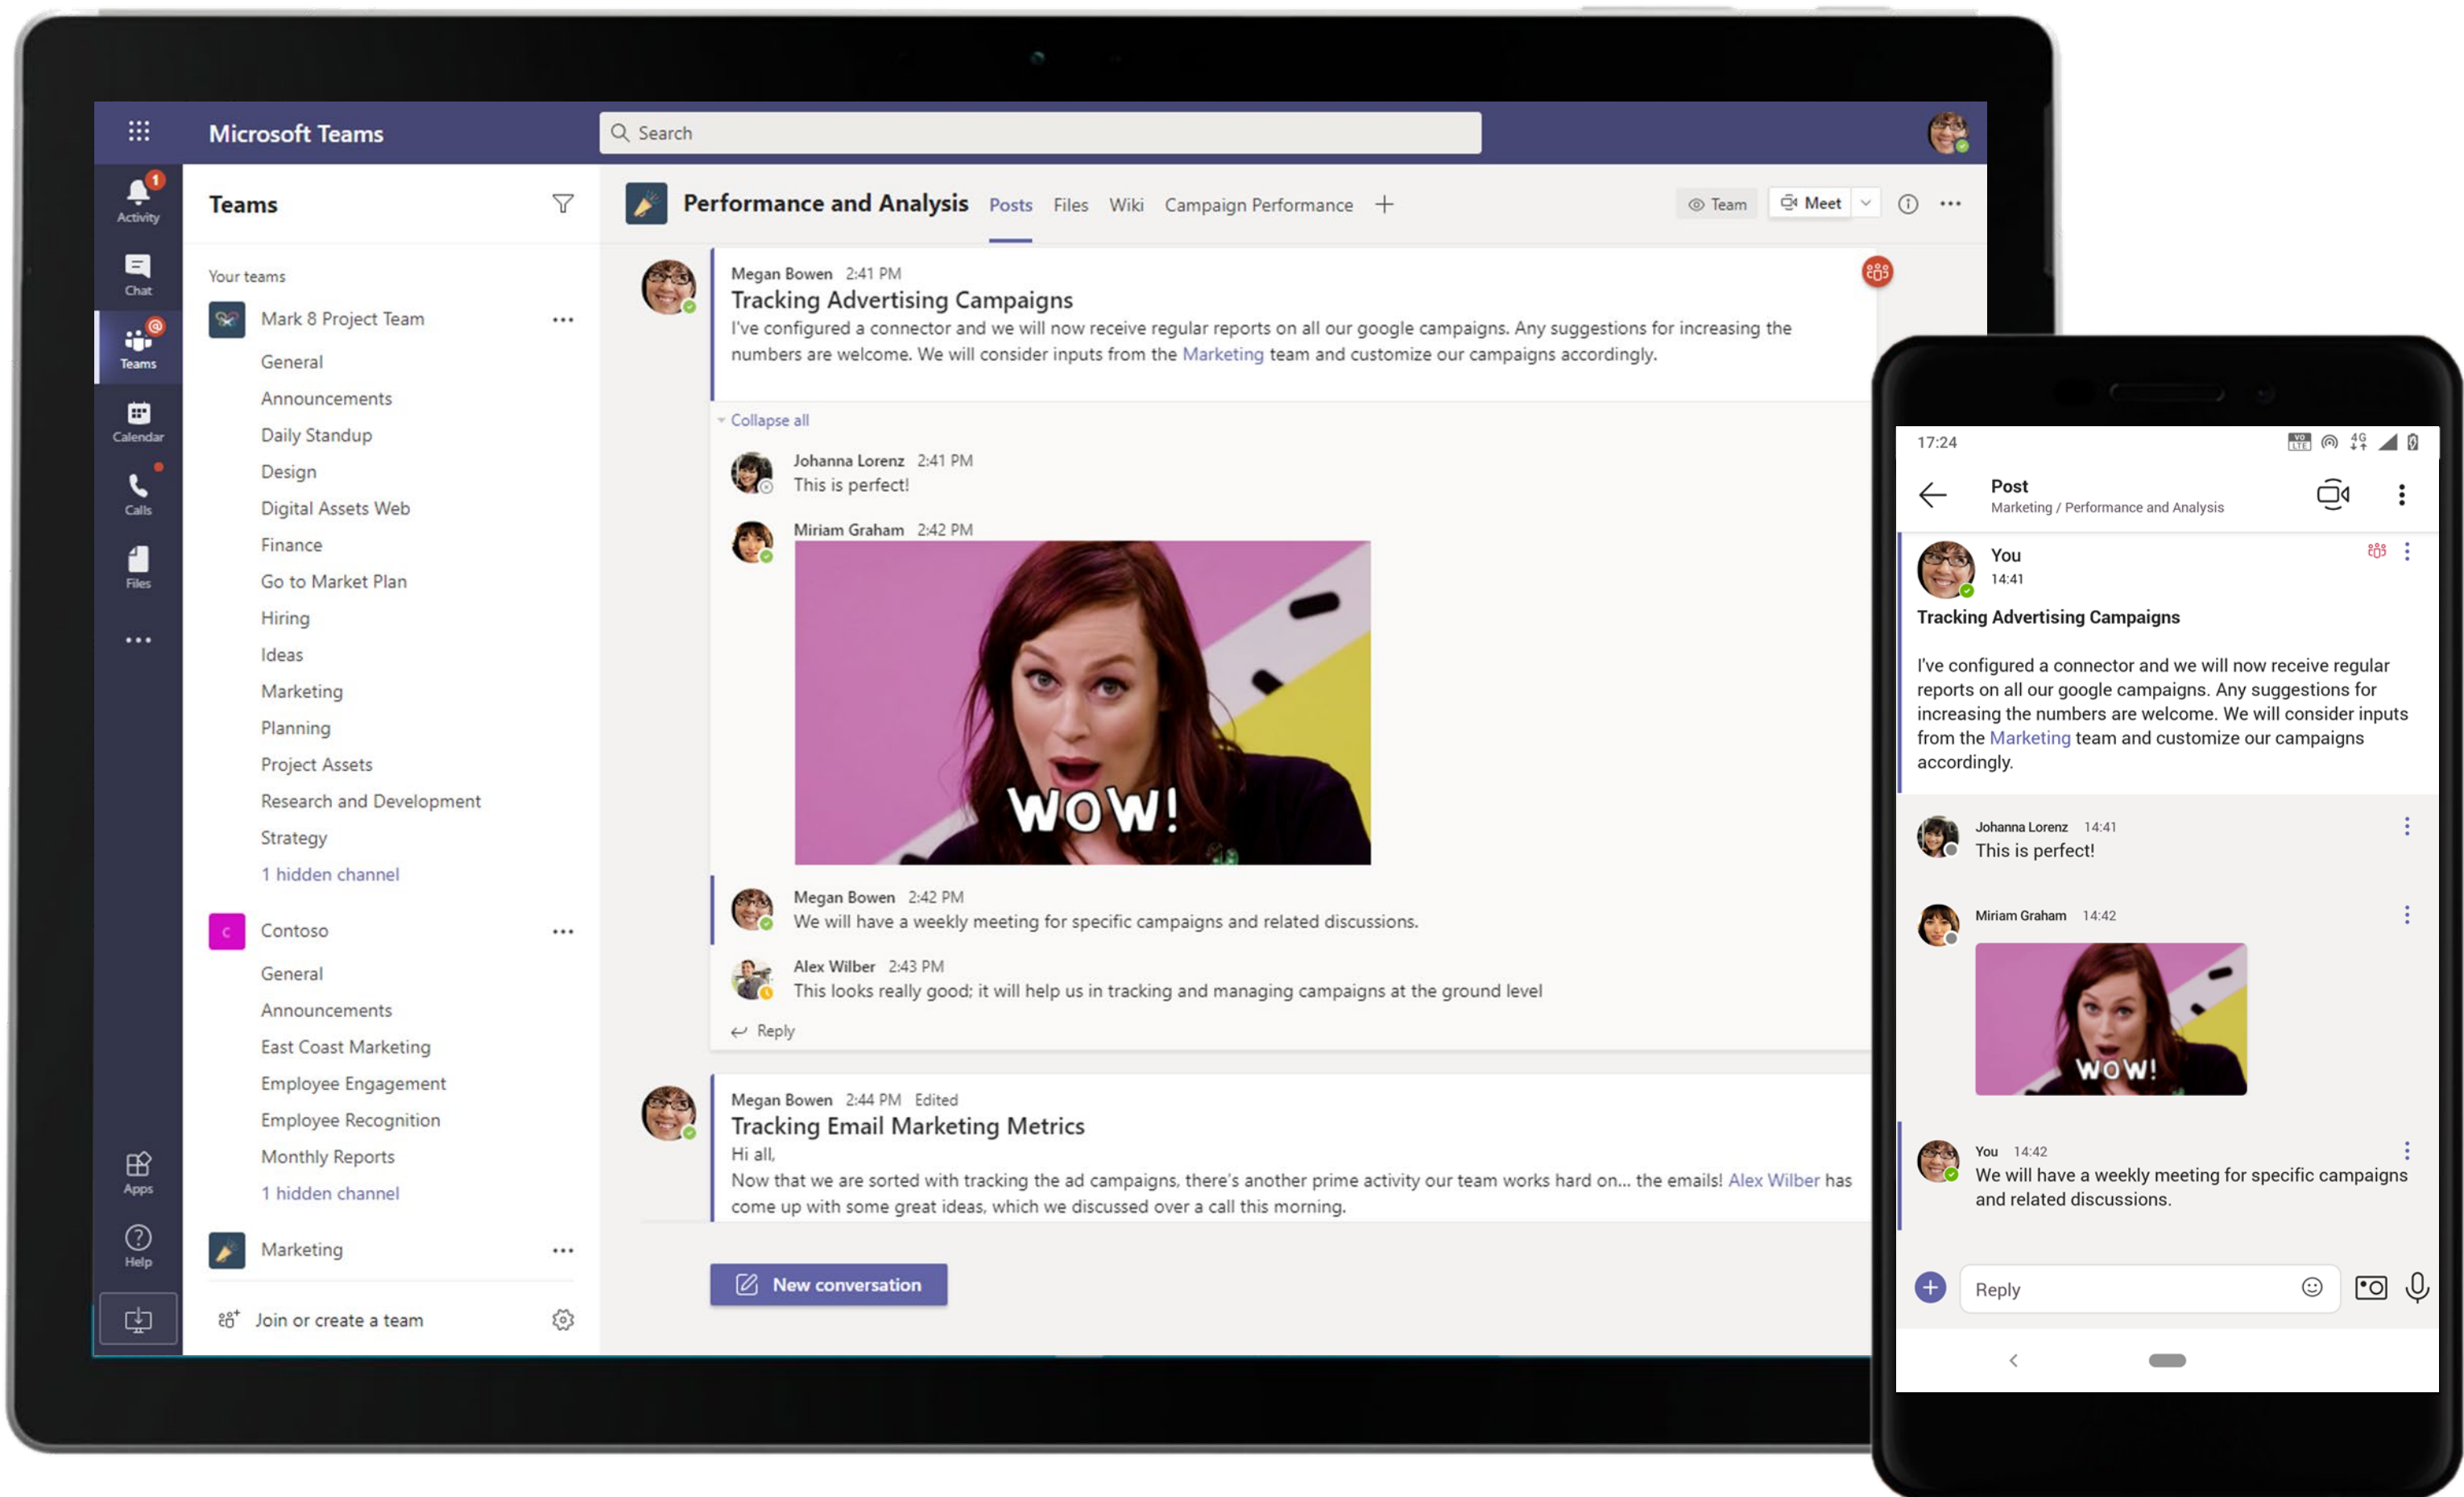 Microsoft Teams
Search
1
Activity
Chat
@
Teams
Calendar
Calls
Files
Apps
Help
Teams
Your teams
Mark 8 Project Team
General
Announcements
Daily Standup
Design
Digital Assets Web
Finance
Go to Market Plan
Hiring
Ideas
Marketing
Planning
Project Assets
Research and Development
Strategy
1 hidden channel
C
Contoso
General
Announcements
East Coast Marketing
Employee Engagement
Employee Recognition
Monthly Reports
1 hidden channel
Marketing
Join or create a team
Performance and Analysis Posts Files Wiki Campaign Performance
Team Meet
Megan Bowen 2:41 PM
Tracking Advertising Campaigns
I've configured a connector and we will now receive regular reports on all our google campaigns. Any suggestions for increasing the
numbers are welcome. We will consider inputs from the Marketing team and customize our campaigns accordingly.
Collapse all
Johanna Lorenz 2:41 PM
This is perfect!
Miriam Graham 2:42 PM
WOW!
Megan Bowen 2:42 PM
We will have a weekly meeting for specific campaigns and related discussions.
Alex Wilber 2:43 PM
This looks really good; it will help us in tracking and managing campaigns at the ground level
Reply
Megan Bowen 2:44 PM Edited
Tracking Email Marketing Metrics
Hi all,
Now that we are sorted with tracking the ad campaigns, there's another prime activity our team works hard on... the emails! Alex Wilber has
come up with some great ideas, which we discussed over a call this morning.
New conversation
17:24
VO LTE 4G
Post
Marketing / Performance and Analysis
You
14:41
Tracking Advertising Campaigns
I've configured a connector and we will now receive regular
reports on all our google campaigns. Any suggestions for
increasing the numbers are welcome. We will consider inputs
from the Marketing team and customize our campaigns
accordingly.
Johanna Lorenz 14:41
This is perfect!
Miriam Graham 14:42
WOW!
You 14:42
We will have a weekly meeting for specific campaigns
and related discussions.
Reply